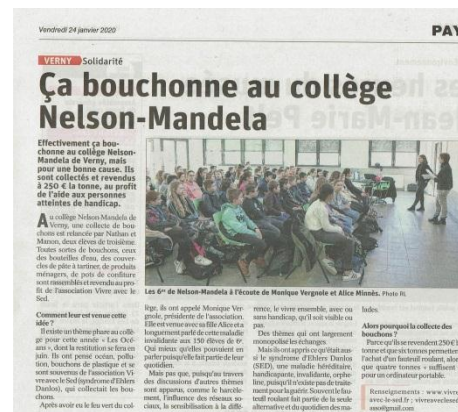 Vendredi 24 janvier 2020
PAY
VERNY Solidarité
Ça bouchonne au collège
Nelson-Mandela
Effectivement ça bou-
chonne au collège Nelson-
Mandela de Verny, mais
pour une bonne cause. Ils
sont collectés et revendus
à 250 € la tonne, au profit
de l'aide aux personnes
atteintes de handicap.
Au collège Nelson-Mandela de
Verny, une collecte de bou-
chons est relancée par Nathan et
Manon, deux élèves de troisième.
Toutes sortes de bouchons, ceux
des bouteilles d'eau, des couver-
cles de pâte à tartiner, de produits
ménagers, de pots de confiture
sont rassemblés et revendus au pro-
fit de l'association Vivre avec le
Sed.
Comment leur est venue cette
idée ?
Il existe un thème phare au collè-
ge pour cette année « Les Océ-
ans », dont la restitution se fera en
juin. Ils ont pensé océan, pollu-
tion, bouchons de plastique et se
sont souvenus de l'association Vi-
vre avec le Sed (syndrome d'Ehlers
Danlos), qui collectait les bou-
chons.
Après avoir eu le feu vert du col-
Les 6es de Nelson-Mandela à l'écoute de Monique Vergnole et Alice Minnès. Photo RL
lège, ils ont appelé Monique Ver-
gnole, présidente de l'association.
Elle est venue avec sa fille Alice et a
longuement parlé de cette maladie
invalidante aux 150 élèves de 6e.
Qui mieux qu'elles pouvaient en
parler puisqu'elle fait partie de leur
quotidien.
Mais pas que, puisqu'au travers
des discussions d'autres thèmes
sont apparus, comme le harcèle-
ment, l'influence des réseaux so-
ciaux, la sensibilisation à la diffé-
rence, le vivre ensemble, avec ou
sans handicap, qu'il soit visible ou
pas.
Des thèmes qui ont largement
monopolisé les échanges.
Mais ils ont appris ce qu'était aus-
si le syndrome d'Ehlers Danlos
(SED), une maladie héréditaire,
handicapante, invalidante, orphe-
line, puisqu'il n'existe pas de traite-
ment pour la guérir. Souvent le fau-
teuil roulant fait partie de la seule
alternative et du quotidien des ma-
lades.
Alors pourquoi la collecte des
bouchons ?
Parce qu'ils se revendent 250 € la
tonne et que six tonnes permettent
l'achat d'un fauteuil roulant, alors
que quatre tonnes « suffisent »
pour un ordinateur portable.
Renseignements : www.vivre-
avec-le-sed.fr ;